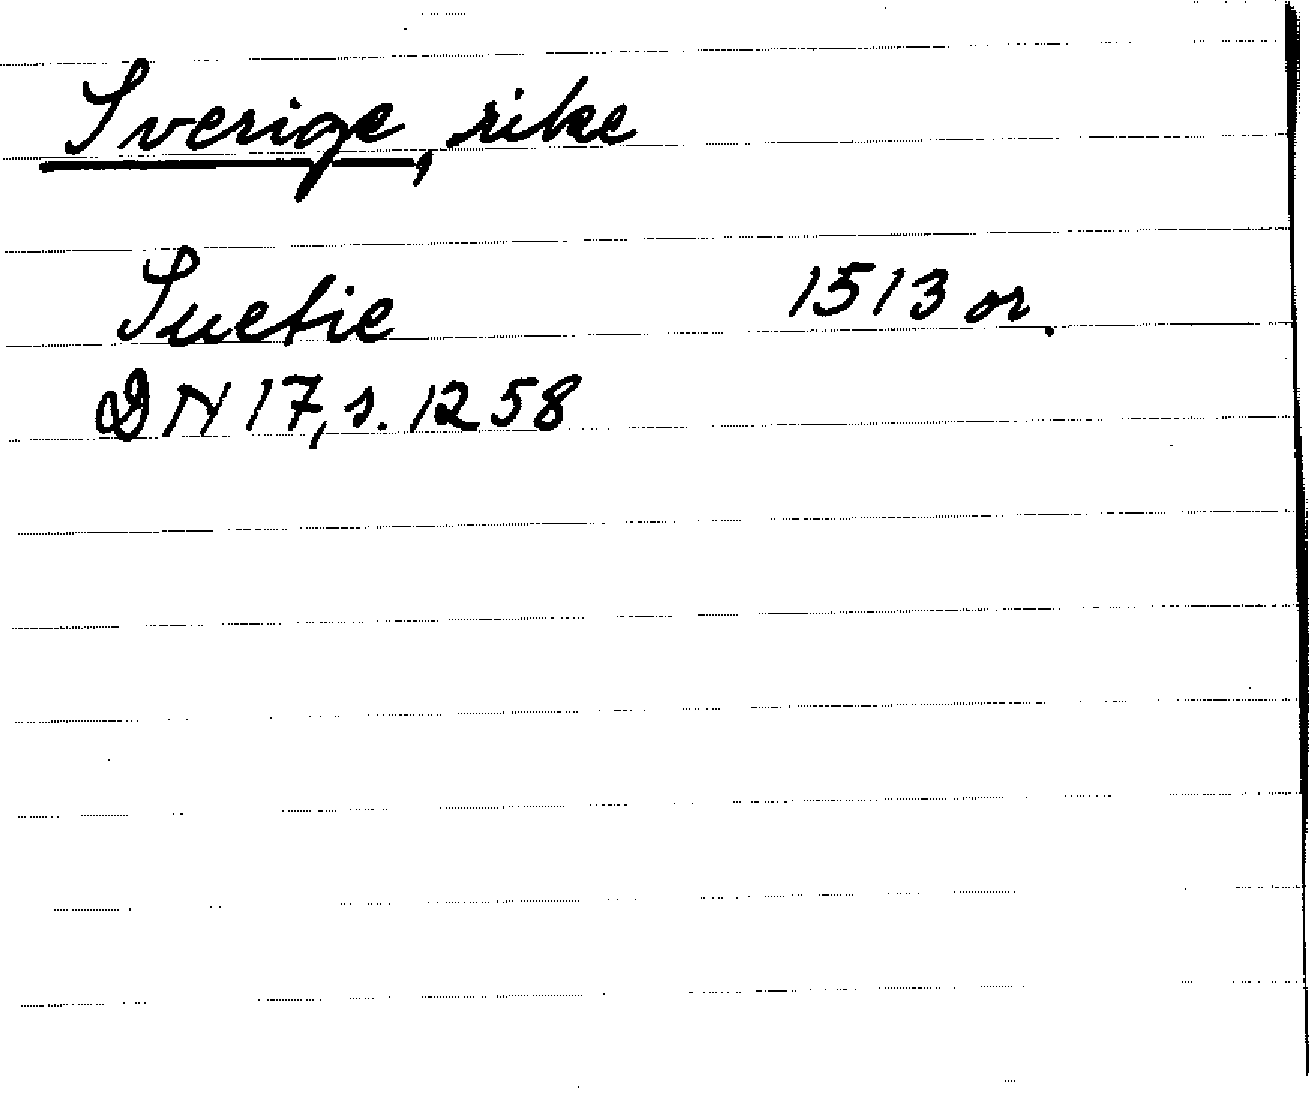 Sverige, rike
Suetie 1513 or.
DN 17, s. 1258